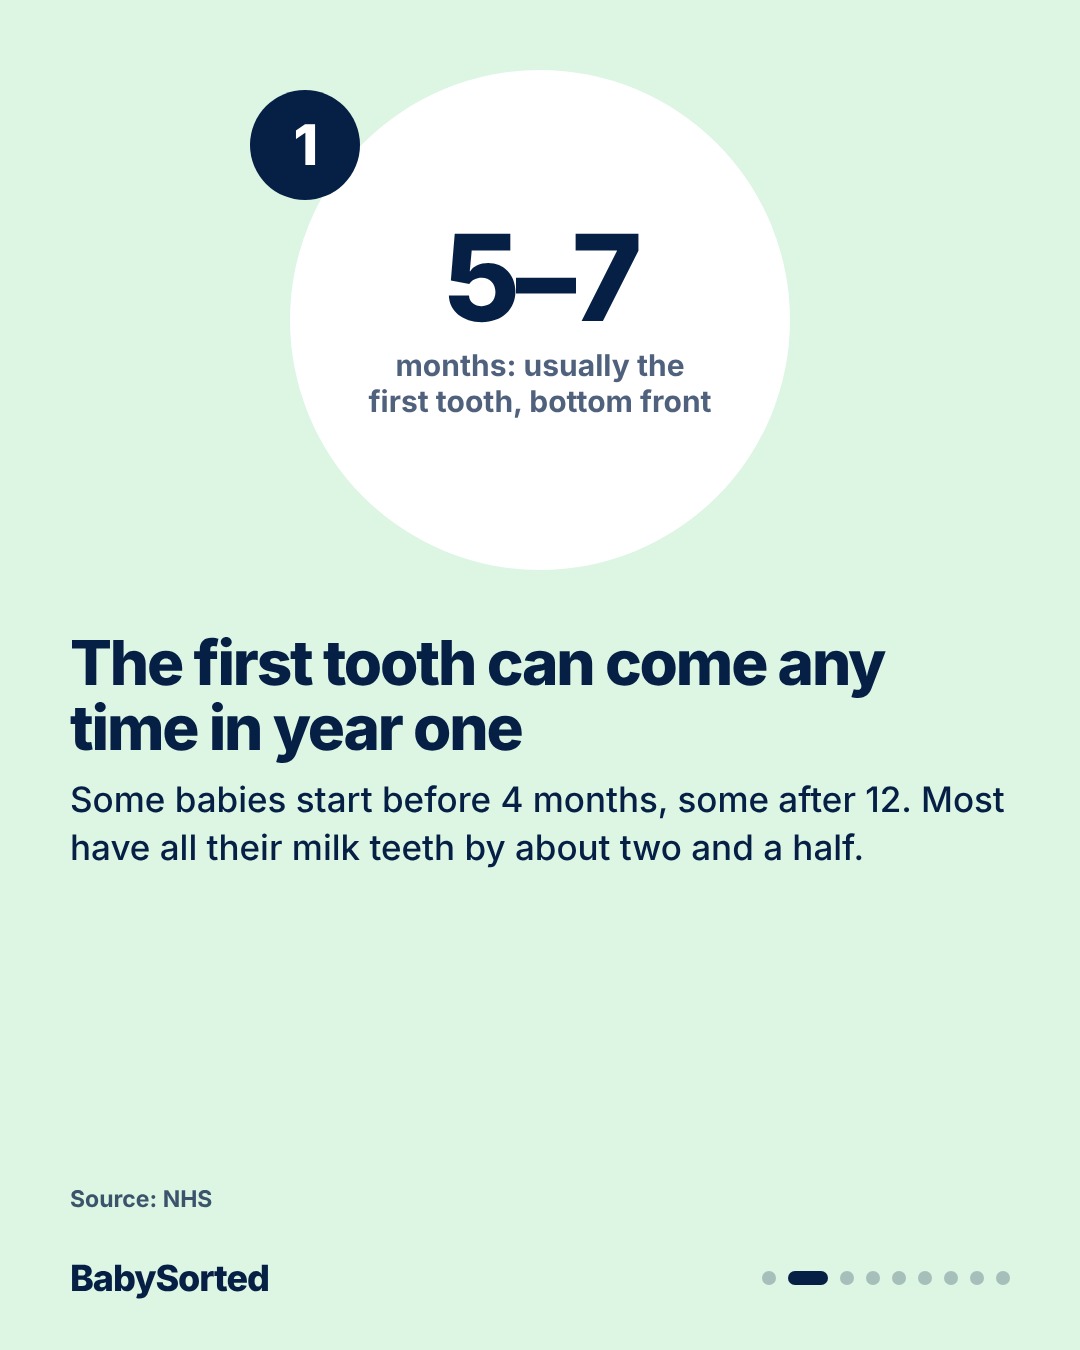 1
5–7
months: usually the
first tooth, bottom front
The first tooth can come any
time in year one
Some babies start before 4 months, some after 12. Most
have all their milk teeth by about two and a half.
Source: NHS
BabySorted